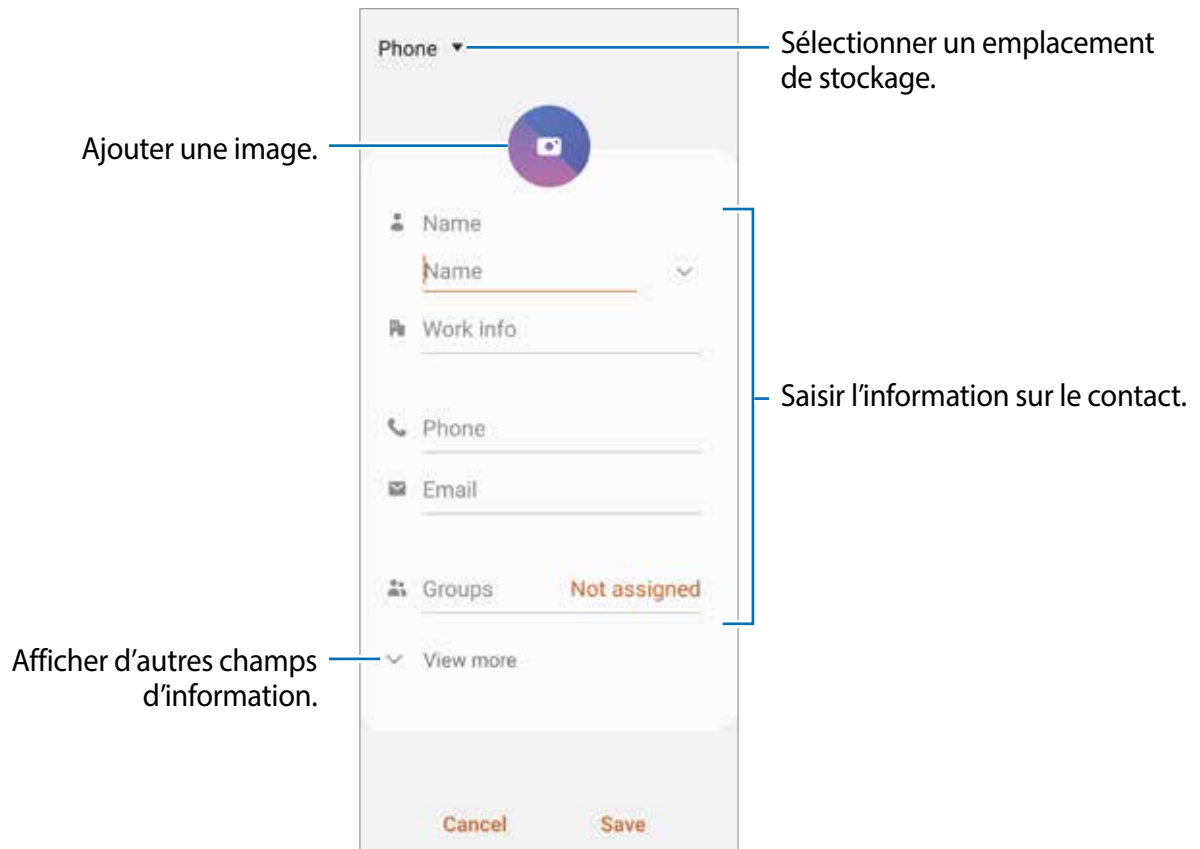 Phone
Sélectionner un emplacement
de stockage.
Ajouter une image.
Name
Name
Work info
Saisir l’information sur le contact.
Phone
Email
Groups Not assigned
Afficher d’autres champs
d’information.
View more
Cancel Save